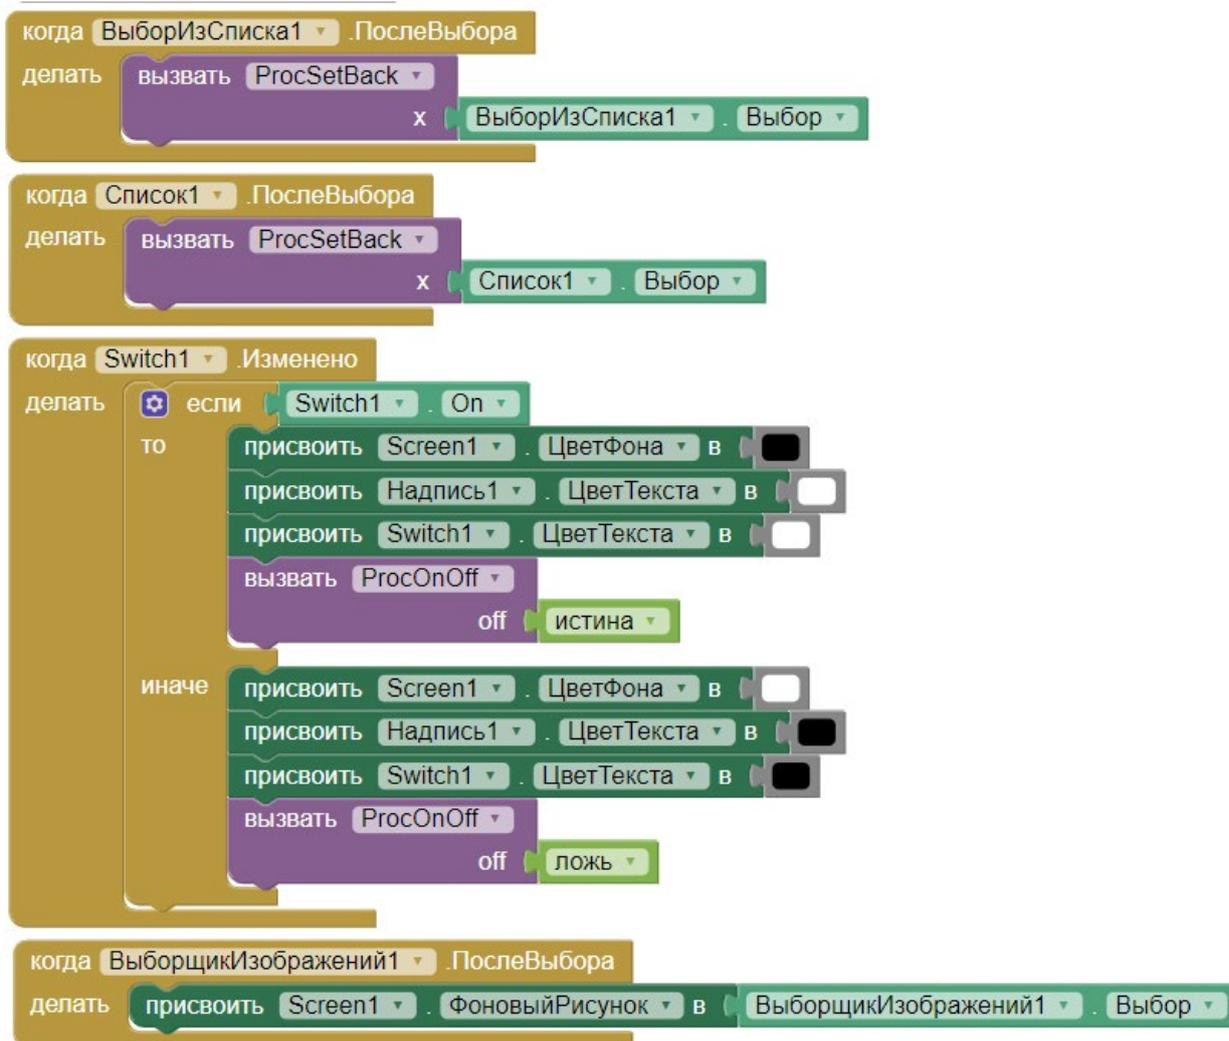 когда ВыборИзСписка1 .ПослеВыбора
делать вызвать ProcSetBack
x ВыборИзСписка1 . Выбор
когда Список1 .ПослеВыбора
делать вызвать ProcSetBack
x Список1 . Выбор
когда Switch1 .Изменено
делать если Switch1 . On
то присвоить Screen1 . ЦветФона в
присвоить Надпись1 . ЦветТекста в
присвоить Switch1 . ЦветТекста в
вызвать ProcOnOff
off истина
иначе присвоить Screen1 . ЦветФона в
присвоить Надпись1 . ЦветТекста в
присвоить Switch1 . ЦветТекста в
вызвать ProcOnOff
off ложь
когда ВыборщикИзображений1 .ПослеВыбора
делать присвоить Screen1 . ФоновыйРисунок в ВыборщикИзображений1 . Выбор